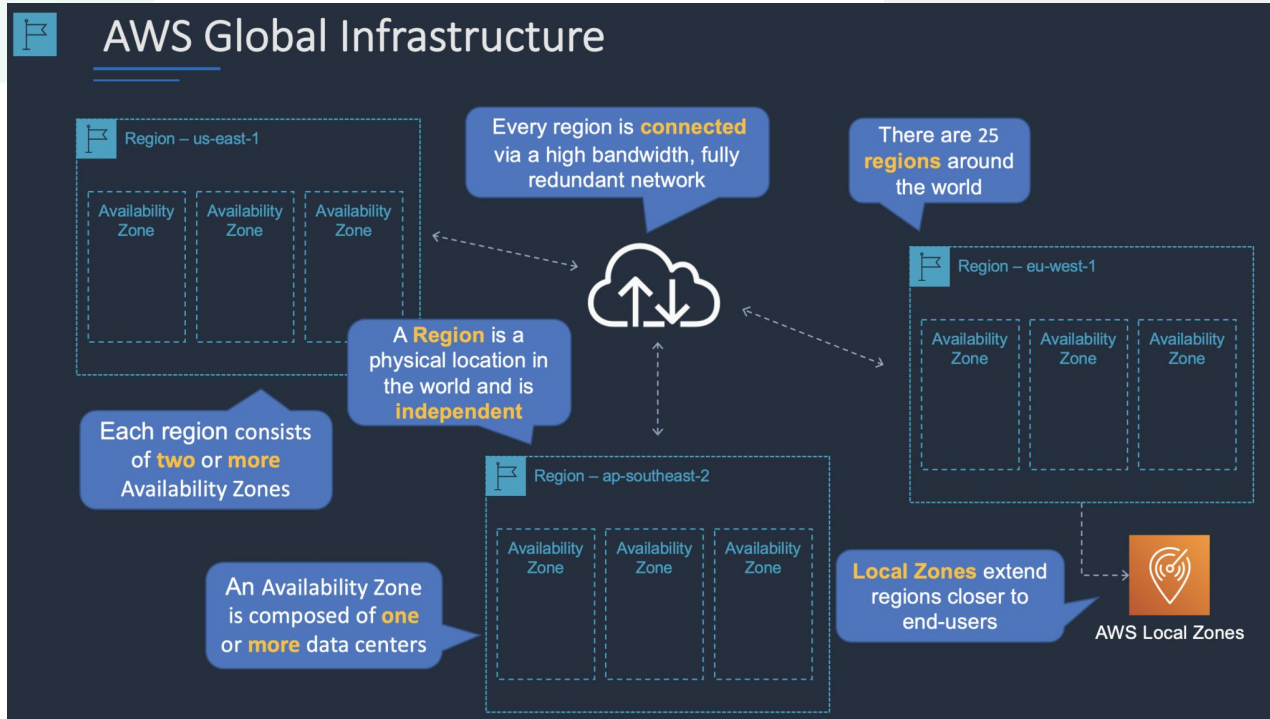 AWS Global Infrastructure
Region – us-east-1
Availability
Zone
Availability
Zone
Availability
Zone
Every region is connected
via a high bandwidth, fully
redundant network
There are 25
regions around
the world
Region – eu-west-1
Availability
Zone
Availability
Zone
Availability
Zone
A Region is a
physical location in
the world and is
independent
Each region consists
of two or more
Availability Zones
Region – ap-southeast-2
Availability
Zone
Availability
Zone
Availability
Zone
An Availability Zone
is composed of one
or more data centers
Local Zones extend
regions closer to
end-users
AWS Local Zones